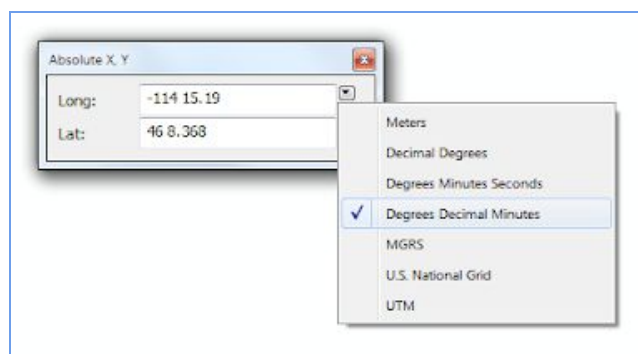 Absolute X, Y
Long: -114 15.19
Lat: 46 8.368
Meters
Decimal Degrees
Degrees Minutes Seconds
Degrees Decimal Minutes
MGRS
U.S. National Grid
UTM